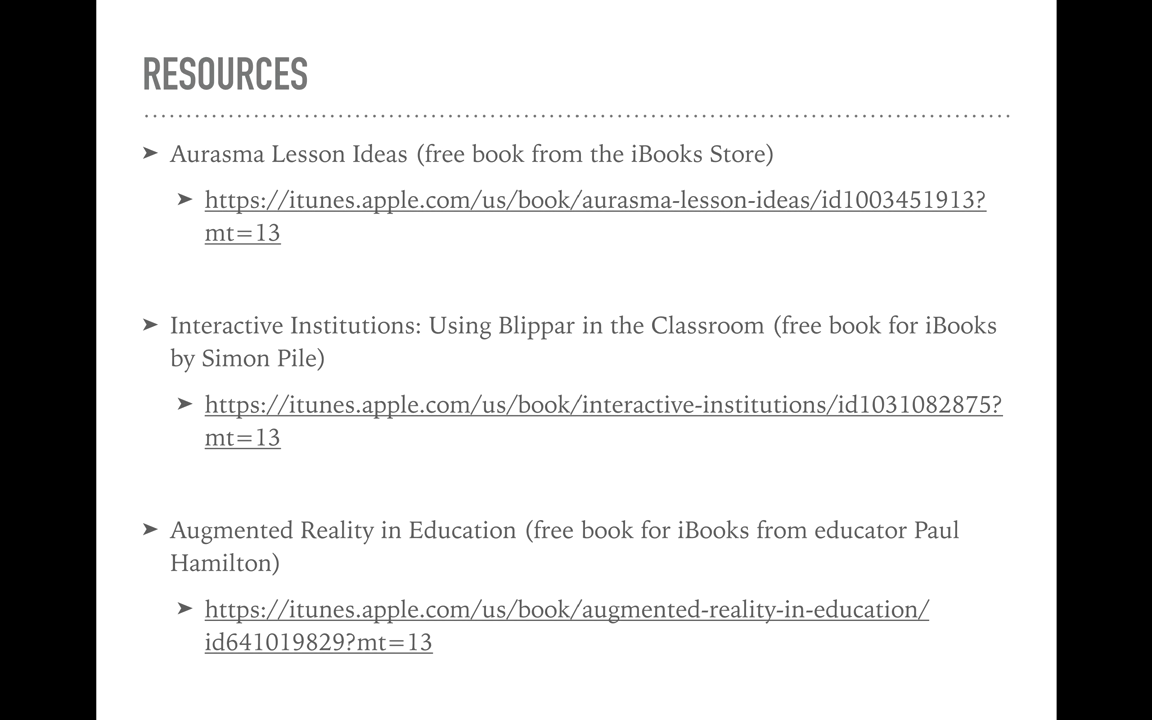 RESOURCES
➤ Aurasma Lesson Ideas (free book from the iBooks Store)
➤ https://itunes.apple.com/us/book/aurasma-lesson-ideas/id1003451913?
mt=13
➤ Interactive Institutions: Using Blippar in the Classroom (free book for iBooks
by Simon Pile)
➤ https://itunes.apple.com/us/book/interactive-institutions/id1031082875?
mt=13
➤ Augmented Reality in Education (free book for iBooks from educator Paul
Hamilton)
➤ https://itunes.apple.com/us/book/augmented-reality-in-education/
id641019829?mt=13